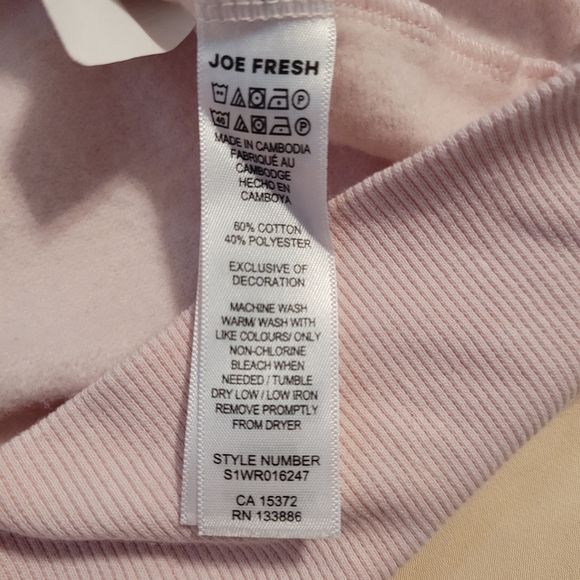 JOE FRESH
40
MADE IN CAMBODIA
FABRIQUÉ AU
CAMBODGE
HECHO EN
CAMBOYA
60% COTTON
40% POLYESTER
EXCLUSIVE OF
DECORATION
MACHINE WASH
WARM/ WASH WITH
LIKE COLOURS/ ONLY
NON-CHLORINE
BLEACH WHEN
NEEDED / TUMBLE
DRY LOW / LOW IRON
REMOVE PROMPTLY
FROM DRYER
STYLE NUMBER
S1WR016247
CA 15372
RN 133886